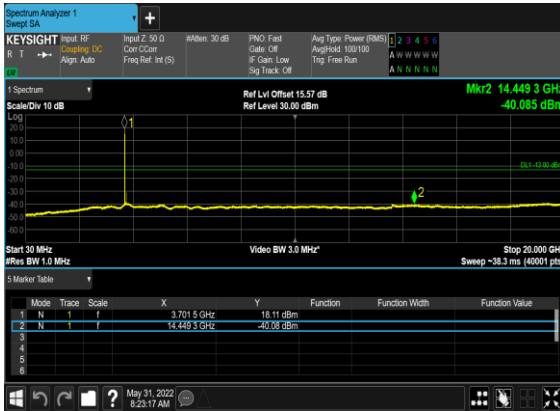 Spectrum Analyzer 1
Swept SA
+
KEYSIGHT Input: RF Input Z: 50 Ω #Atten: 30 dB PNO: Fast Avg Type: Power (RMS) 1 2 3 4 5 6
R T Coupling: DC Corr CCorr Gate: Off Avg|Hold: 100/100 A W W W W W
Align: Auto Freq Ref: Int (S) IF Gain: Low Trig: Free Run
Sig Track: Off A N N N N N
1 Spectrum
Scale/Div 10 dB
Ref Lvl Offset 15.57 dB
Ref Level 30.00 dBm
Mkr2 14.449 3 GHz
-40.085 dBm
Log
20.0
10.0
0.00
-10.0
-20.0
-30.0
-40.0
-50.0
-60.0
1
DL1 -13.00 dBm
2
Start 30 MHz Video BW 3.0 MHz* Stop 20.000 GHz
#Res BW 1.0 MHz Sweep ~38.3 ms (40001 pts)
5 Marker Table
Mode Trace Scale X Y Function Function Width Function Value
1 N 1 f 3.701 5 GHz 18.11 dBm
2 N 1 f 14.449 3 GHz -40.08 dBm
3
4
5
6
? May 31, 2022
8:23:17 AM